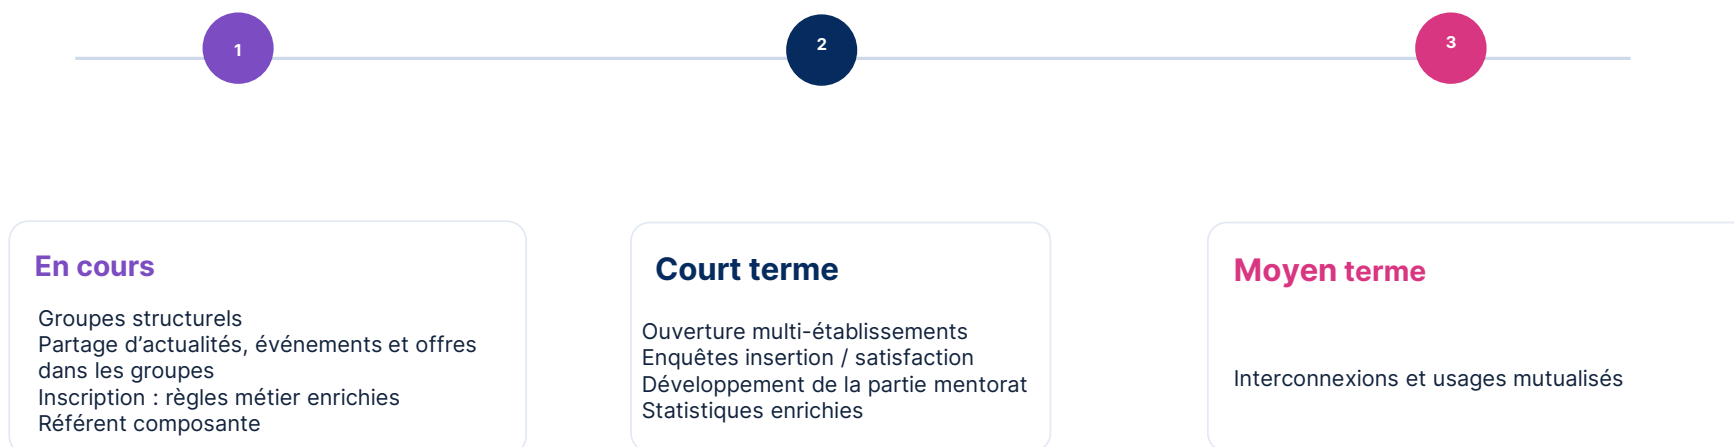 1
2
3
En cours
Groupes structurels
Partage d’actualités, événements et offres
dans les groupes
Inscription : règles métier enrichies
Référent composante
Court terme
Ouverture multi-établissements
Enquêtes insertion / satisfaction
Développement de la partie mentorat
Statistiques enrichies
Moyen terme
Interconnexions et usages mutualisés